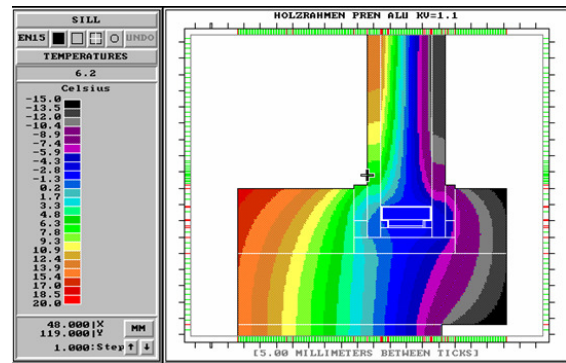 SILL
EN15 UNDO
TEMPERATURES
6.2
Celsius
-15.0
-13.5
-12.0
-10.4
-8.9
-7.4
-5.9
-4.3
-2.8
-1.3
0.2
1.7
3.3
4.8
6.3
7.8
9.3
10.9
12.4
13.9
15.4
17.0
18.5
20.0
48.000|X
119.000|Y MM
1.000:Step
HOLZRAHMEN PREN ALU KV=1.1
[5.00 MILLIMETERS BETWEEN TICKS]